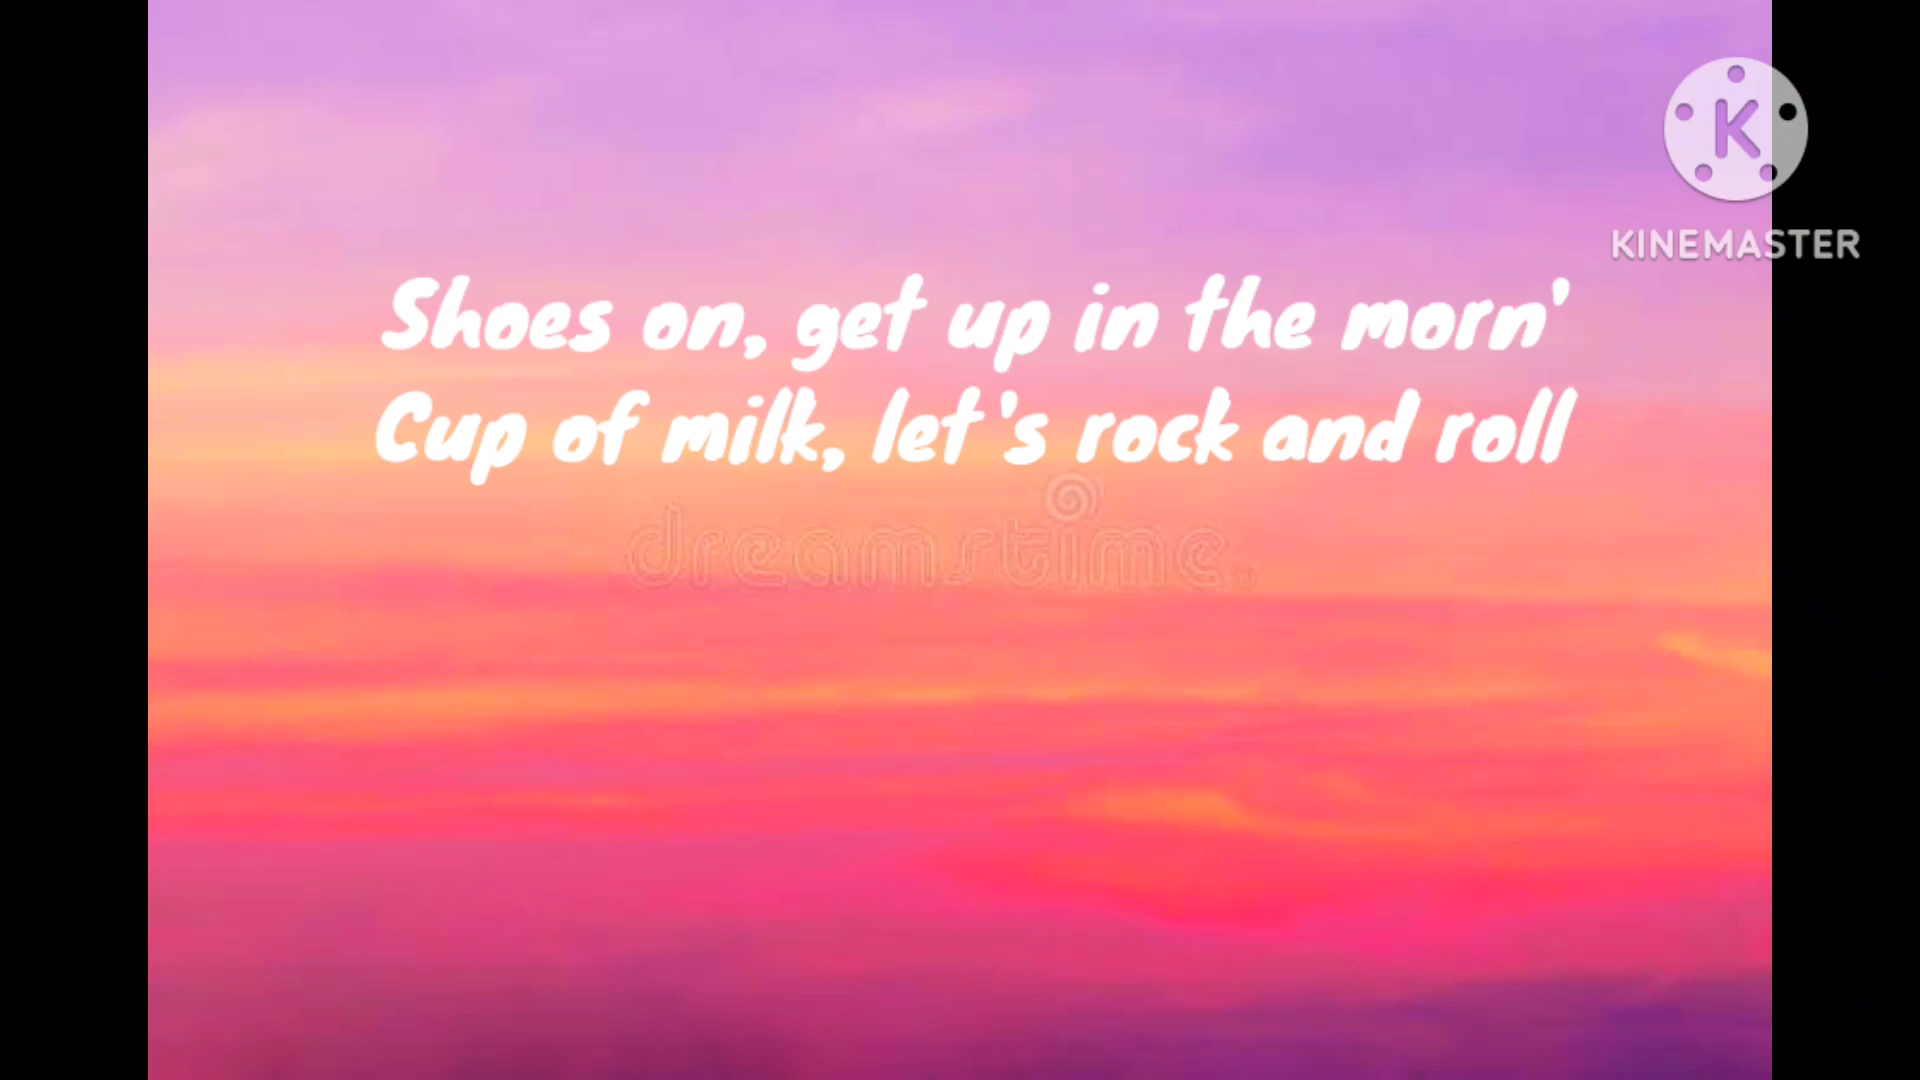 K
KINEMASTER
Shoes on, get up in the morn'
Cup of milk, let's rock and roll
dreamstime